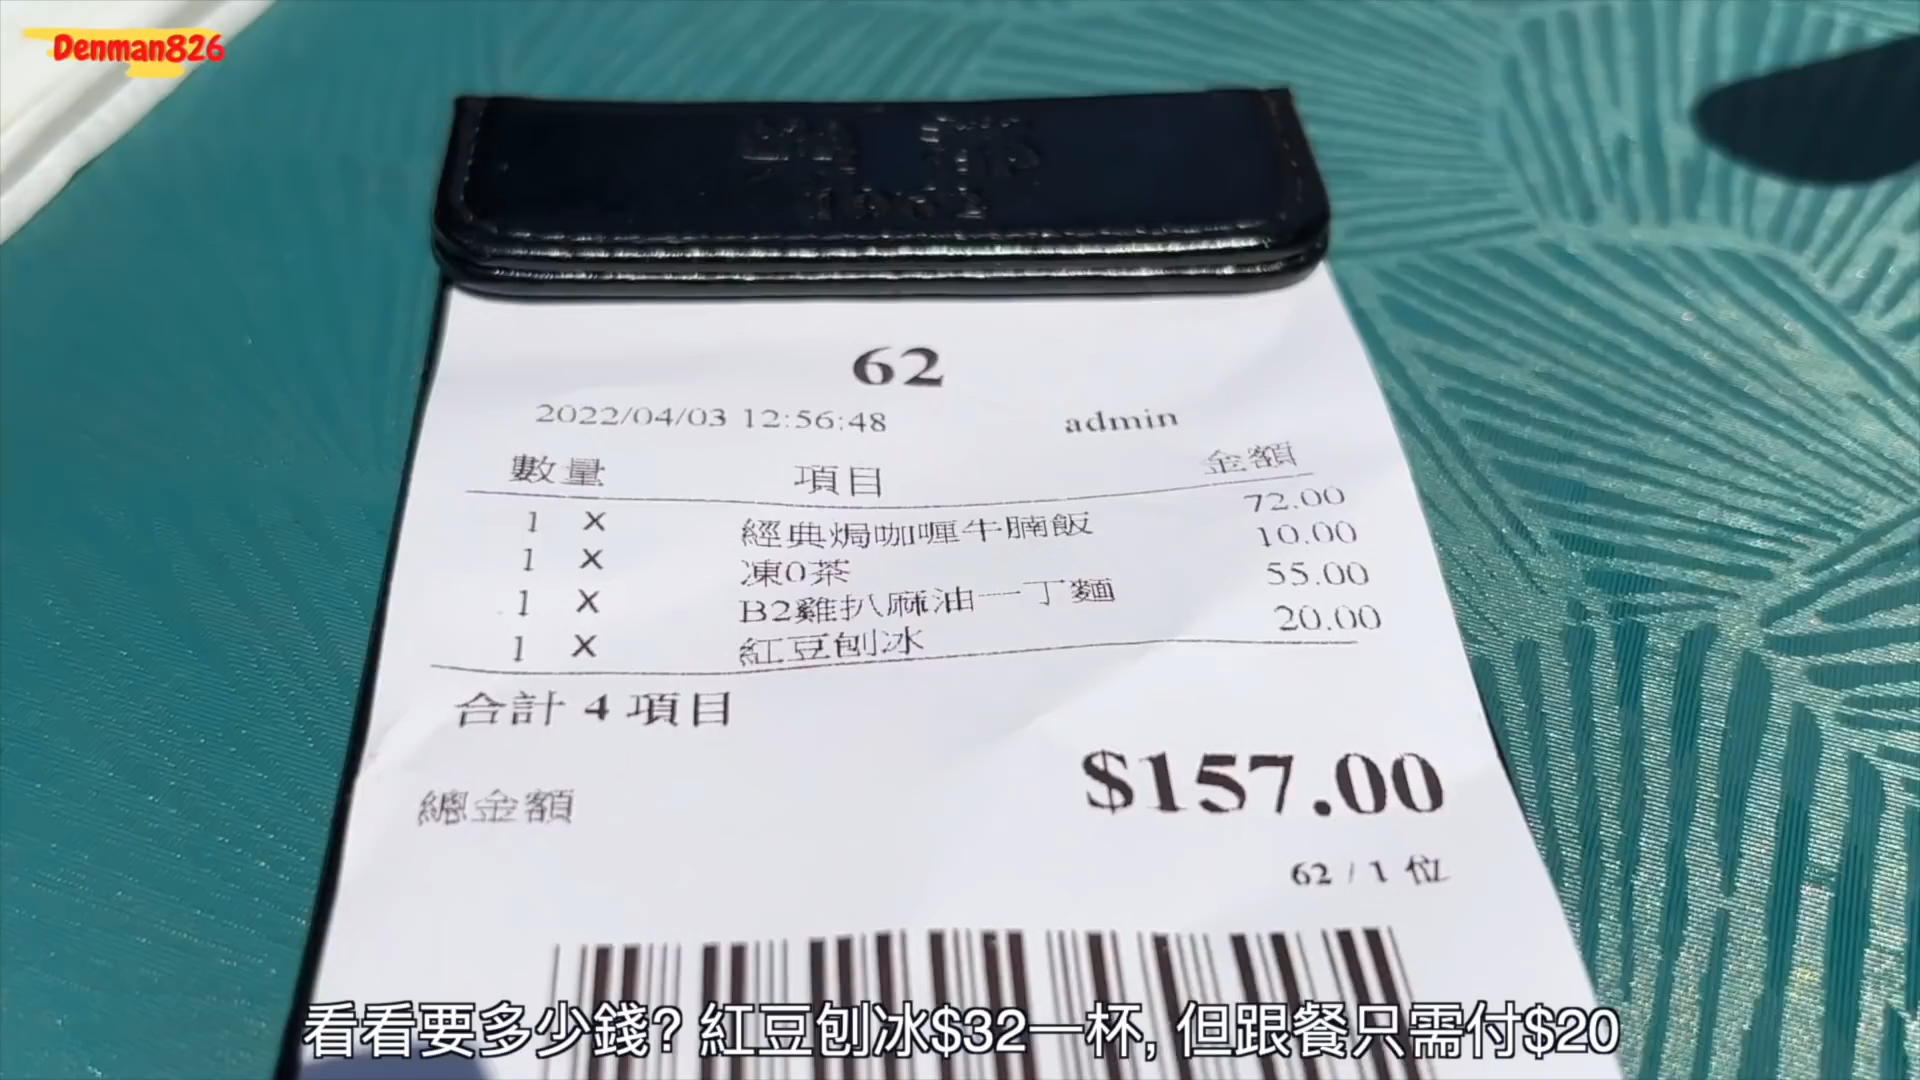 Denman826
62
2022/04/03 12:56:48 admin
數量 項目 金額
1 X 經典焗咖喱牛腩飯 72.00
1 X 凍0茶 10.00
1 X B2雞扒麻油一丁麵 55.00
1 X 紅豆刨冰 20.00
合計 4 項目
總金額 $157.00
62 / 1 位
看看要多少錢? 紅豆刨冰$32一杯, 但跟餐只需付$20